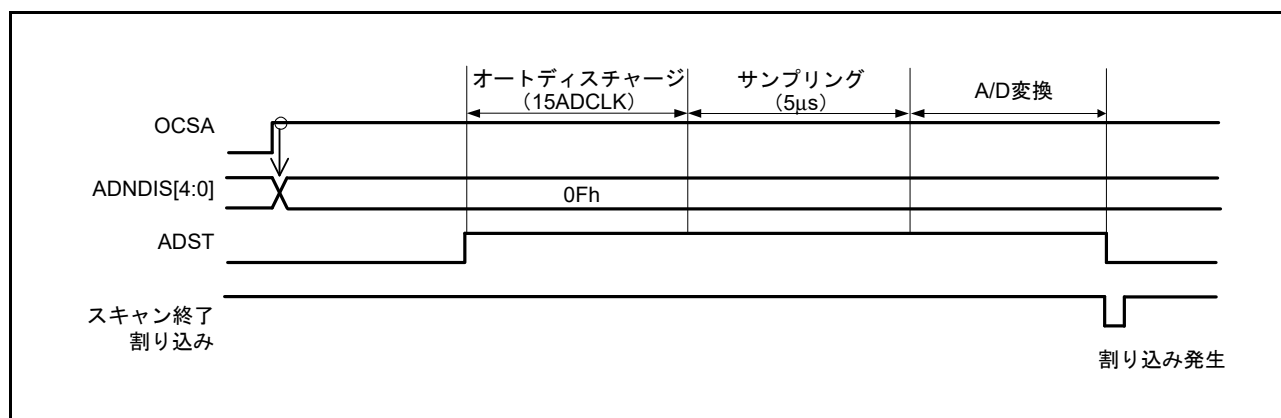 オートディスチャージ
（15ADCLK）
サンプリング
（5μs）
A/D変換
OCSA
ADNDIS[4:0]
0Fh
ADST
スキャン終了
割り込み
割り込み発生